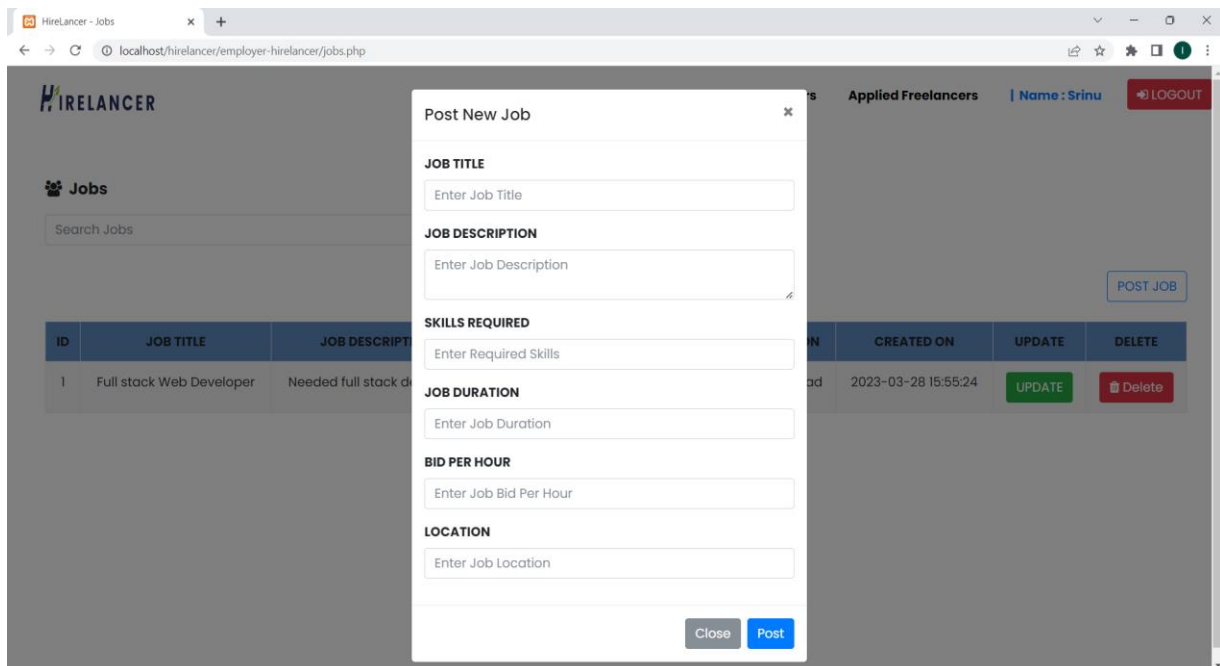 HireLancer - Jobs
localhost/hirelancer/employer-hirelancer/jobs.php
HIRELANCER
Applied Freelancers
| Name : Srinu
LOGOUT
Jobs
Search Jobs
POST JOB
ID JOB TITLE CREATED ON UPDATE DELETE
1 Full stack Web Developer Needed full stack 2023-03-28 15:55:24 UPDATE Delete
Post New Job
JOB TITLE
Enter Job Title
JOB DESCRIPTION
Enter Job Description
SKILLS REQUIRED
Enter Required Skills
JOB DURATION
Enter Job Duration
BID PER HOUR
Enter Job Bid Per Hour
LOCATION
Enter Job Location
Close Post